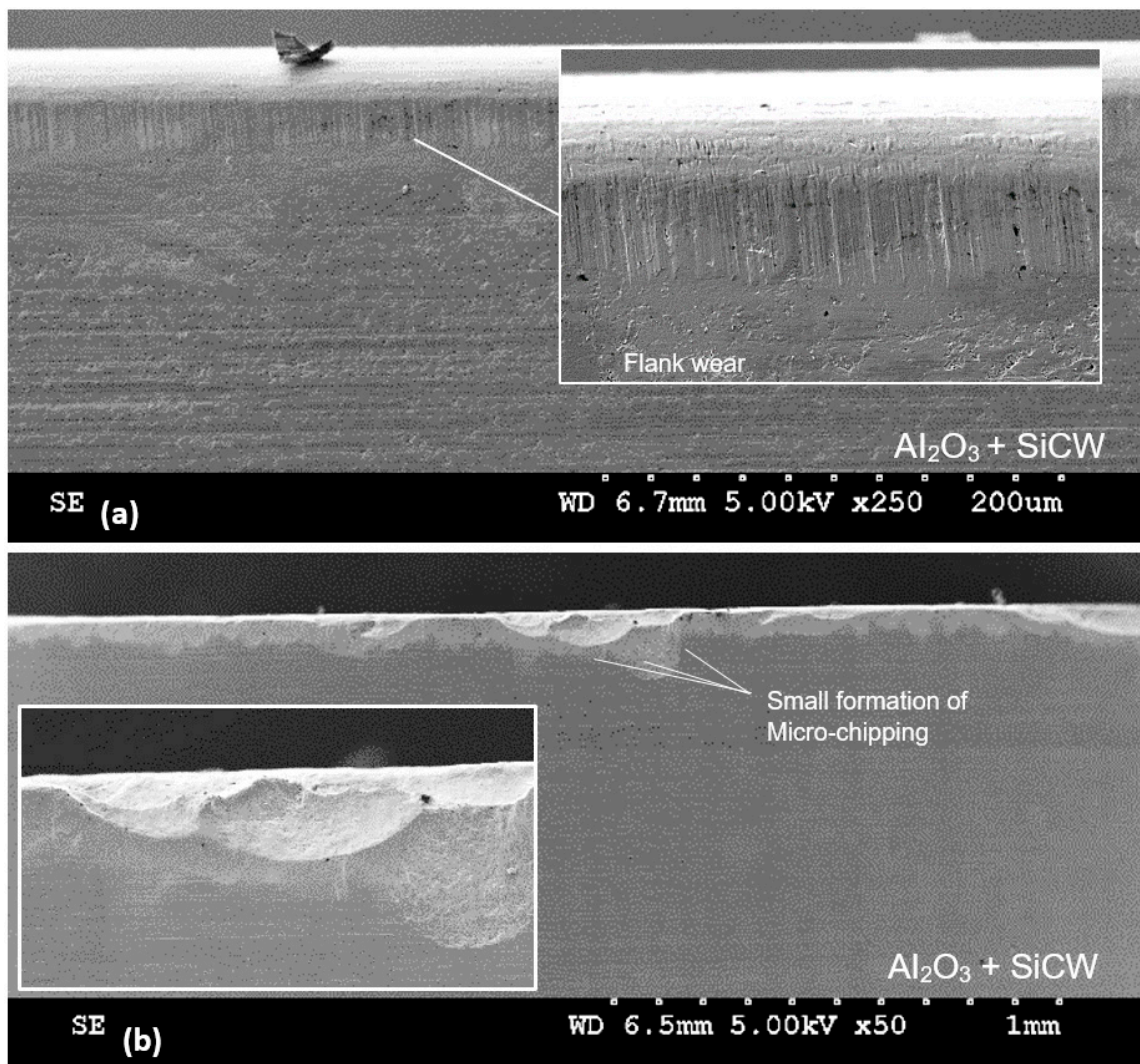 Flank wear
Al₂O₃ + SiCW
SE (a) WD 6.7mm 5.00kV x250 200um
Small formation of
Micro-chipping
Al₂O₃ + SiCW
SE (b) WD 6.5mm 5.00kV x50 1mm